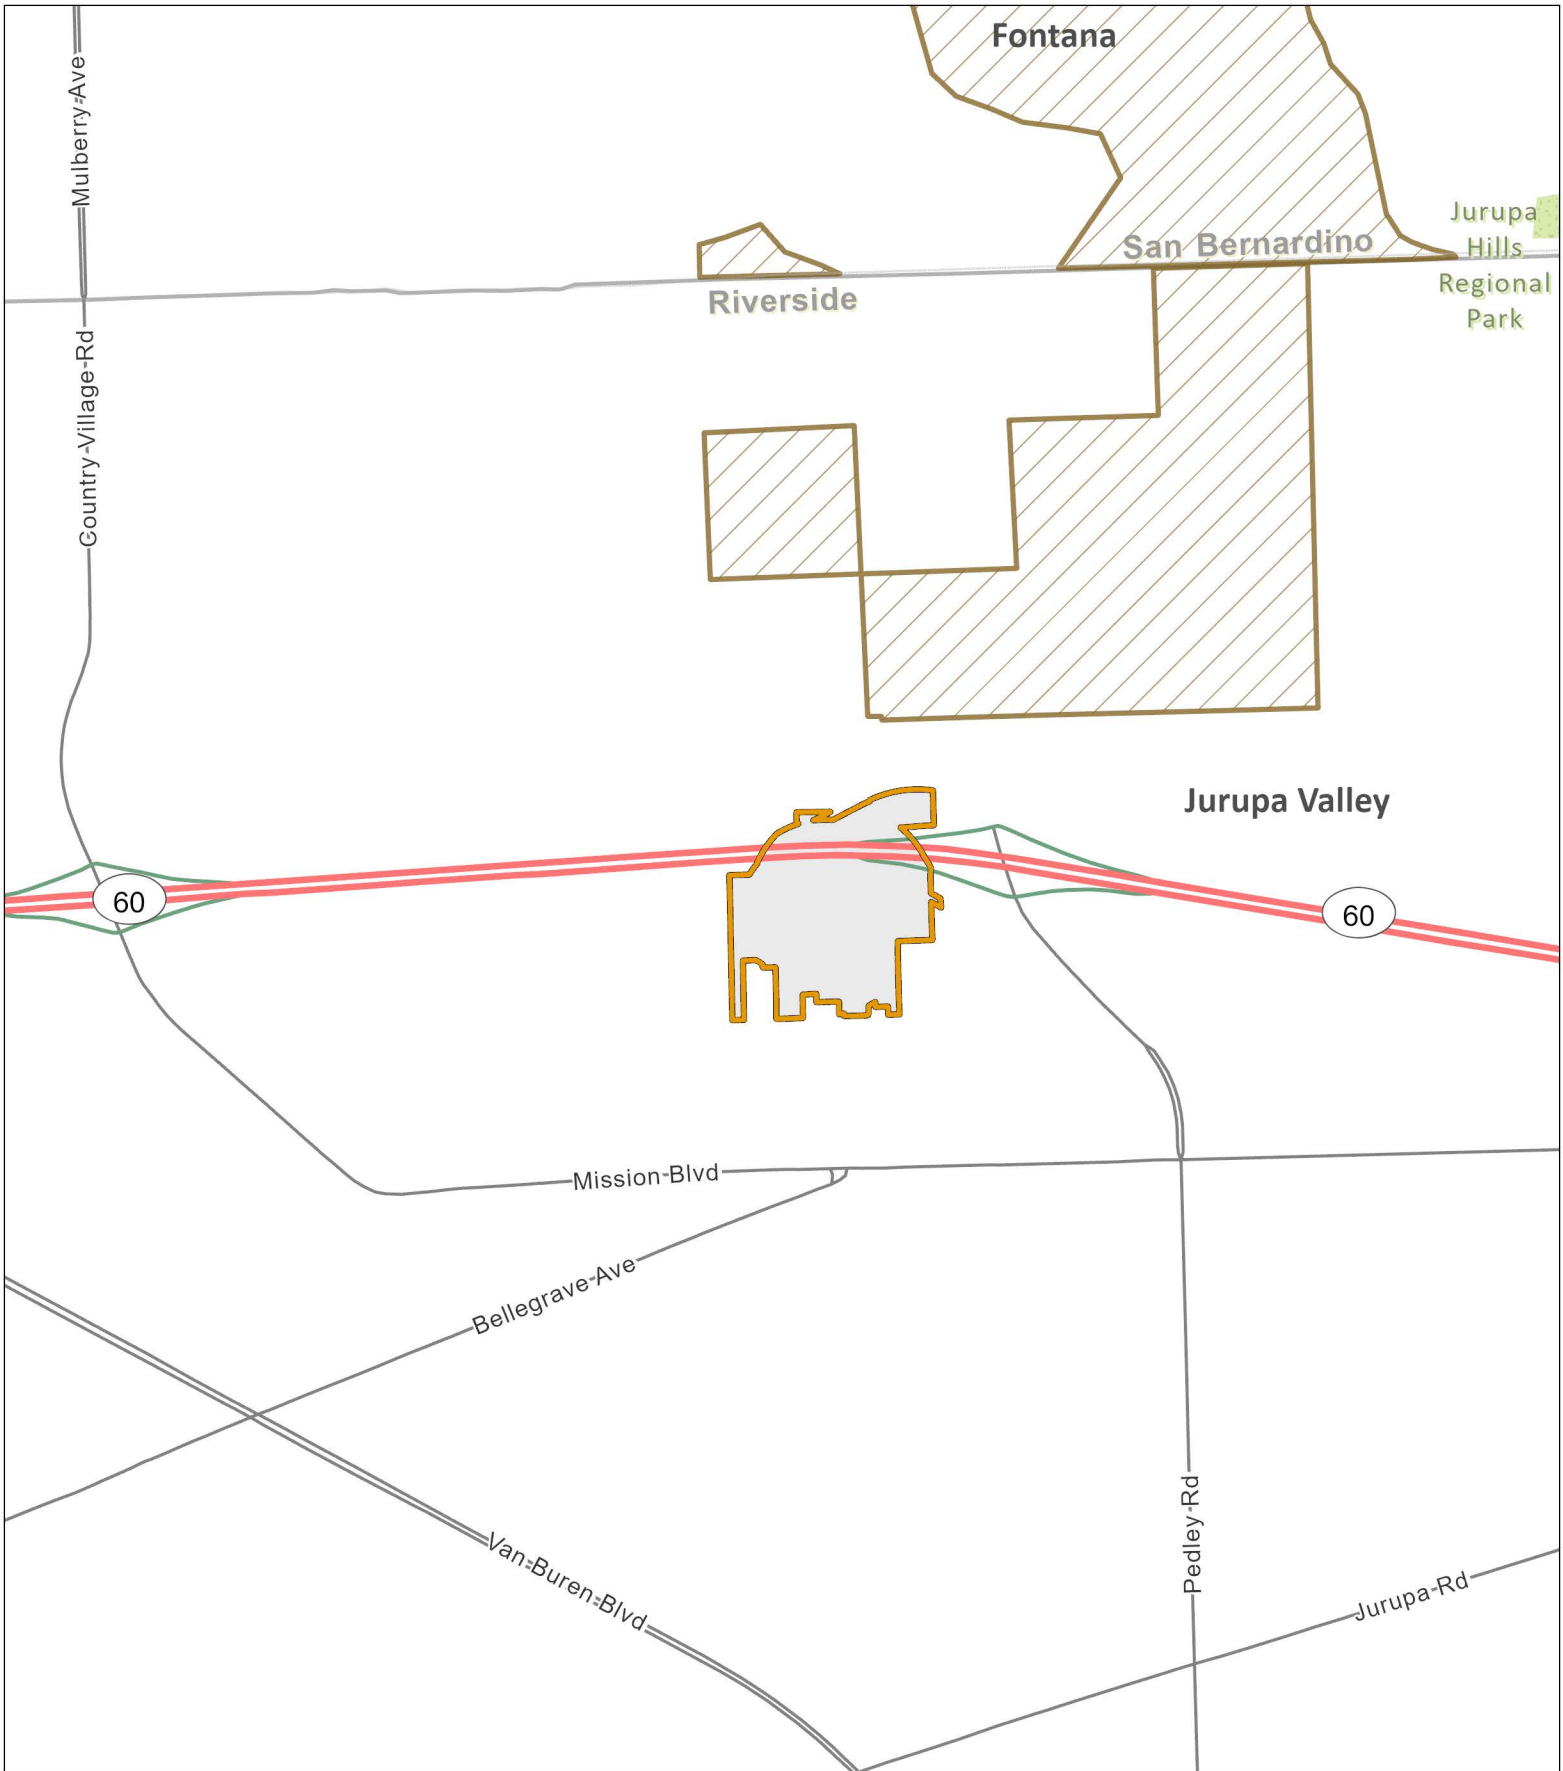 Fontana
Mulberry Ave
Jurupa
Hills
Regional
Park
San Bernardino
Riverside
Country Village Rd
Jurupa Valley
60
60
Mission Blvd
Bellegrave Ave
Van Buren Blvd
Pedley Rd
Jurupa Rd